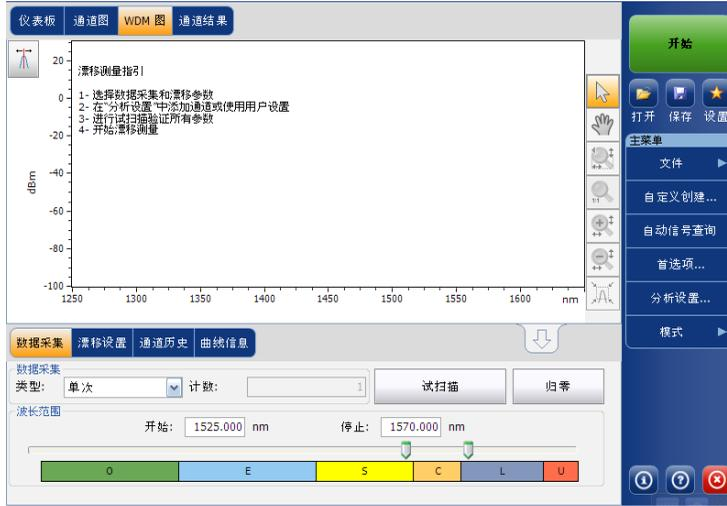 仪表板 通道图 WDM 图 通道结果
漂移测量指引
1- 选择数据采集和漂移参数
2- 在“分析设置”中添加通道或使用用户设置
3- 进行试扫描验证所有参数
4- 开始漂移测量
20
0
-20
-40
-60
-80
-100
dBm
1250 1300 1350 1400 1450 1500 1550 1600 nm
1:1
开始
打开 保存 设置
主菜单
文件
自定义创建...
自动信号查询
首选项...
分析设置...
模式
数据采集 漂移设置 通道历史 曲线信息
数据采集
类型: 单次 计数: 1 试扫描 归零
波长范围
开始: 1525.000 nm 停止: 1570.000 nm
O E S C L U